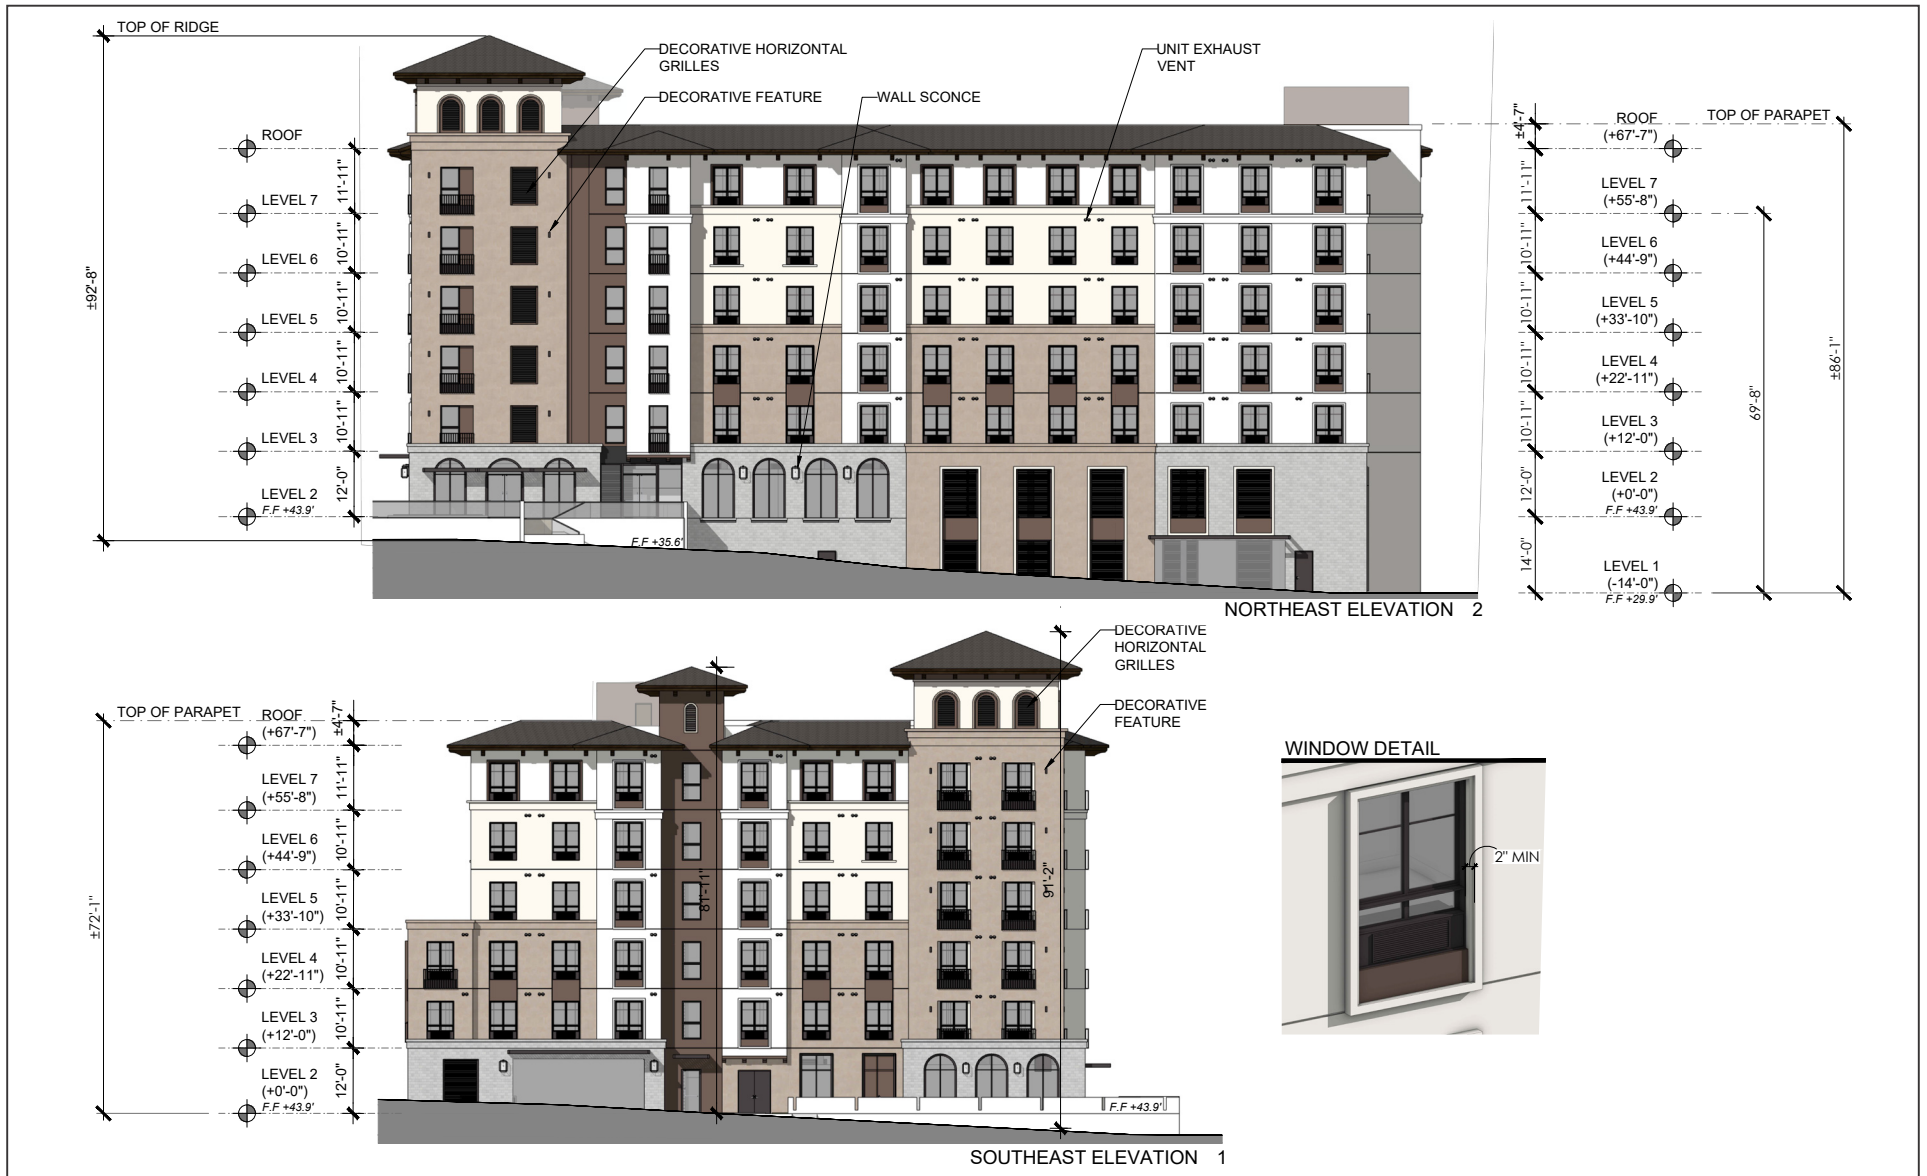 TOP OF RIDGE
DECORATIVE HORIZONTAL
GRILLES
DECORATIVE FEATURE
WALL SCONCE
UNIT EXHAUST
VENT
±92'-8"
ROOF
LEVEL 7
LEVEL 6
LEVEL 5
LEVEL 4
LEVEL 3
LEVEL 2
F.F +43.9'
11'-11"
10'-11"
10'-11"
10'-11"
10'-11"
12'-0"
F.F +35.6'
±4'-7"
11'-11"
10'-11"
10'-11"
10'-11"
10'-11"
12'-0"
14'-0"
TOP OF PARAPET
ROOF
(+67'-7")
LEVEL 7
(+55'-8")
LEVEL 6
(+44'-9")
LEVEL 5
(+33'-10")
LEVEL 4
(+22'-11")
LEVEL 3
(+12'-0")
LEVEL 2
(+0'-0")
F.F +43.9'
LEVEL 1
(-14'-0")
F.F +29.9'
69'-8"
±86'-1"
NORTHEAST ELEVATION 2
TOP OF PARAPET
±72'-1"
ROOF
(+67'-7")
LEVEL 7
(+55'-8")
LEVEL 6
(+44'-9")
LEVEL 5
(+33'-10")
LEVEL 4
(+22'-11")
LEVEL 3
(+12'-0")
LEVEL 2
(+0'-0")
F.F +43.9'
±4'-7"
11'-11"
10'-11"
10'-11"
10'-11"
10'-11"
12'-0"
81'-11"
91'-2"
DECORATIVE
HORIZONTAL
GRILLES
DECORATIVE
FEATURE
F.F +43.9'
SOUTHEAST ELEVATION 1
WINDOW DETAIL
2" MIN